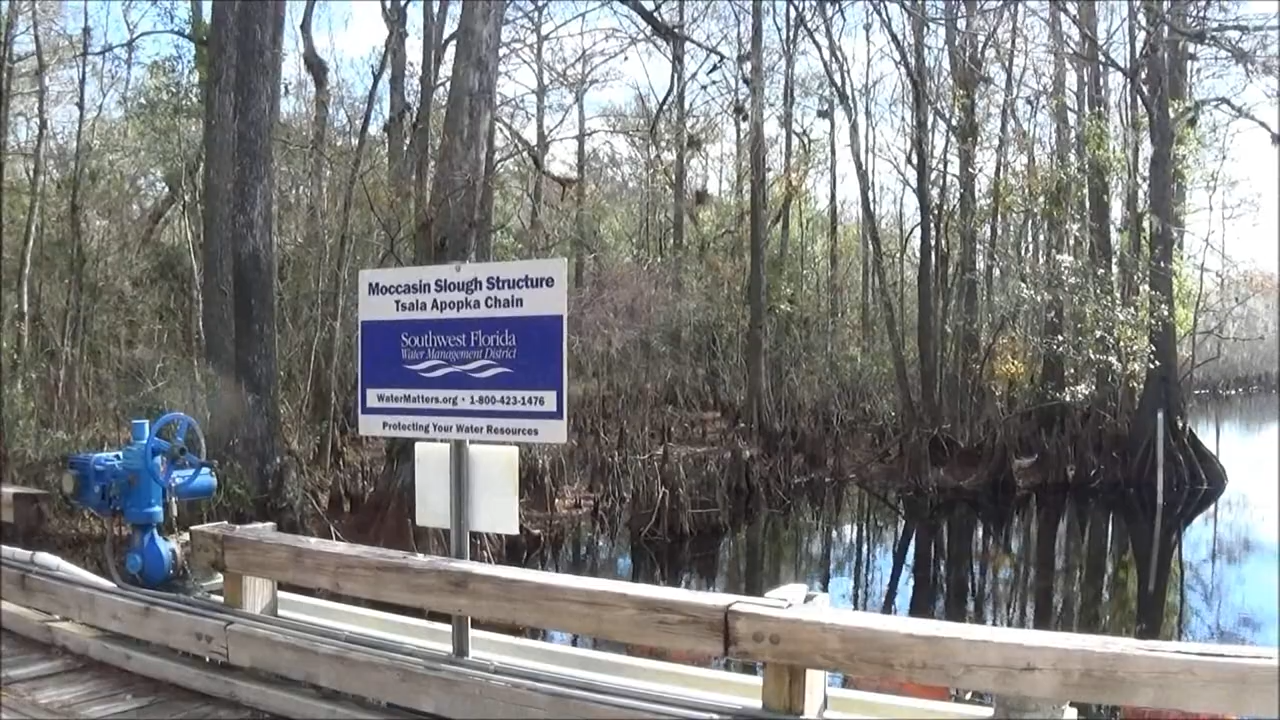 Moccasin Slough Structure
Tsala Apopka Chain
Southwest Florida
Water Management District
WaterMatters.org • 1-800-423-1476
Protecting Your Water Resources